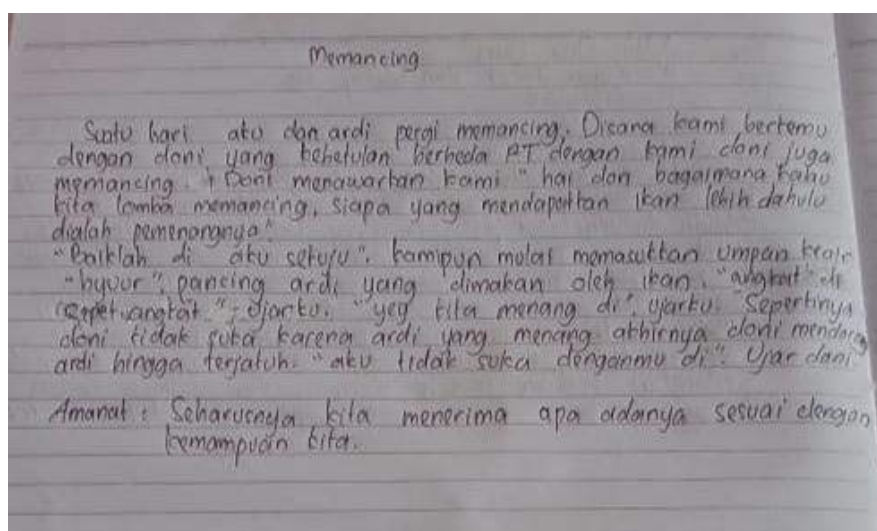 Memancing
Suatu hari aku dan ardi pergi memancing. Disana kami bertemu
dengan doni yang kebetulan berbeda RT dengan kami doni juga
memancing. Doni menawarkan kami " hai dan bagaimana kalau
kita lomba memancing, siapa yang mendapatkan ikan lebih dahulu
dialah pemenangnya"
"Baiklah di aku setuju". kamipun mulai memasukkan umpan keair
"byuur", pancing ardi yang dimakan oleh ikan. "angkat di
cepet angkat " ujarku. "yey kita menang di", ujarku. Sepertinya
doni tidak suka karena ardi yang menang akhirnya doni mendorong
ardi hingga terjatuh. "aku tidak suka denganmu di". Ujar doni
Amanat : Seharusnya kita menerima apa adanya sesuai dengan
kemampuan kita.